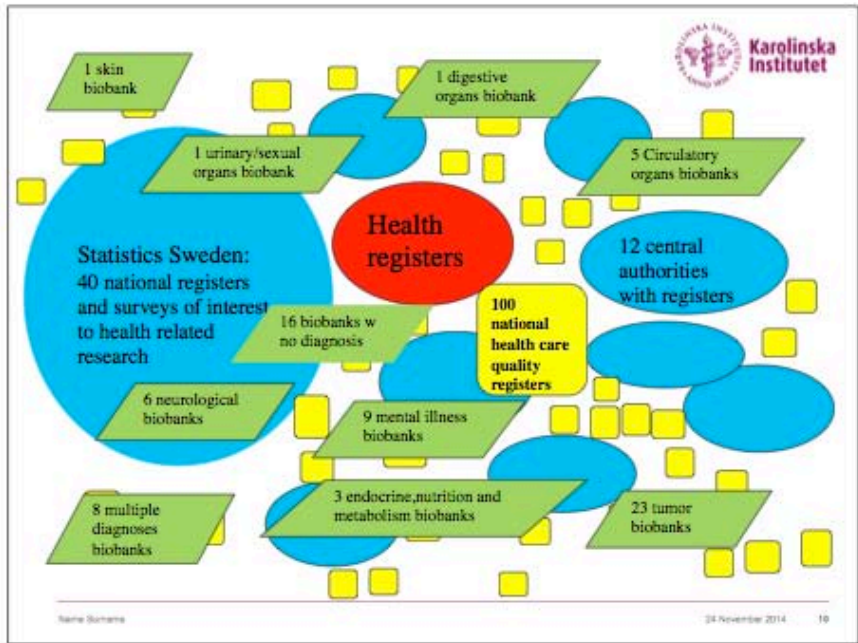 Karolinska
Institutet
1 skin
biobank
1 digestive
organs biobank
1 urinary/sexual
organs biobank
5 Circulatory
organs biobanks
Health
registers
Statistics Sweden:
40 national registers
and surveys of interest
to health related
research
12 central
authorities
with registers
100
national
health care
quality
registers
16 biobanks w
no diagnosis
6 neurological
biobanks
9 mental illness
biobanks
8 multiple
diagnoses
biobanks
3 endocrine,nutrition and
metabolism biobanks
23 tumor
biobanks
Name Surname
24 November 2014